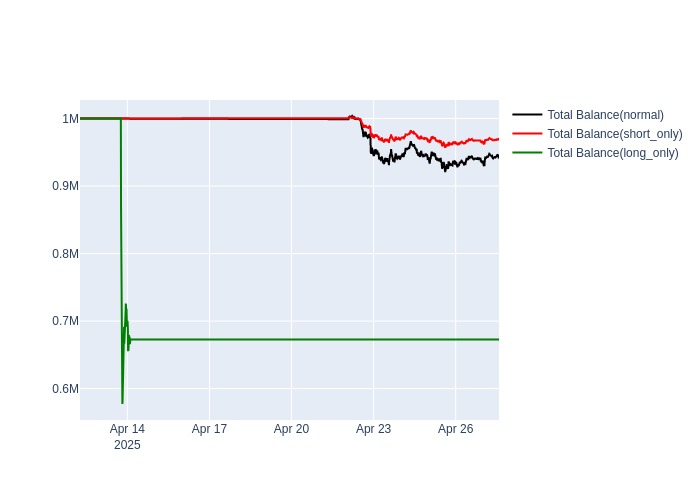 1M
0.9M
0.8M
0.7M
0.6M
Apr 14
2025
Apr 17
Apr 20
Apr 23
Apr 26
Total Balance(normal)
Total Balance(short_only)
Total Balance(long_only)